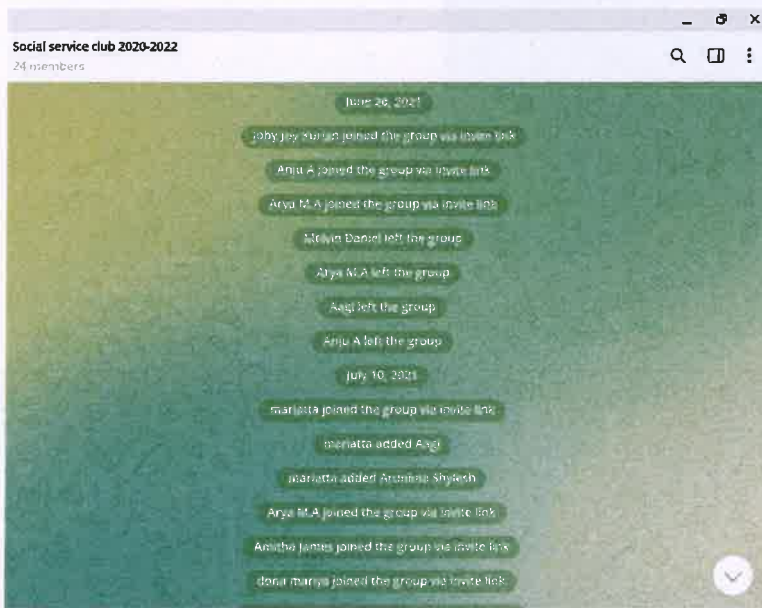 Social service club 2020-2022
24 members
June 26, 2021
joby joy kurian joined the group via invite link
Anju A joined the group via invite link
Arya M.A joined the group via invite link
Melvin Daniel left the group
Arya M.A left the group
Aagi left the group
Anju A left the group
July 10, 2021
mariatta joined the group via invite link
mariatta added Aagi
mariatta added Arunima Shylesh
Arya M.A joined the group via invite link
Amitha James joined the group via invite link
dona mariya joined the group via invite link